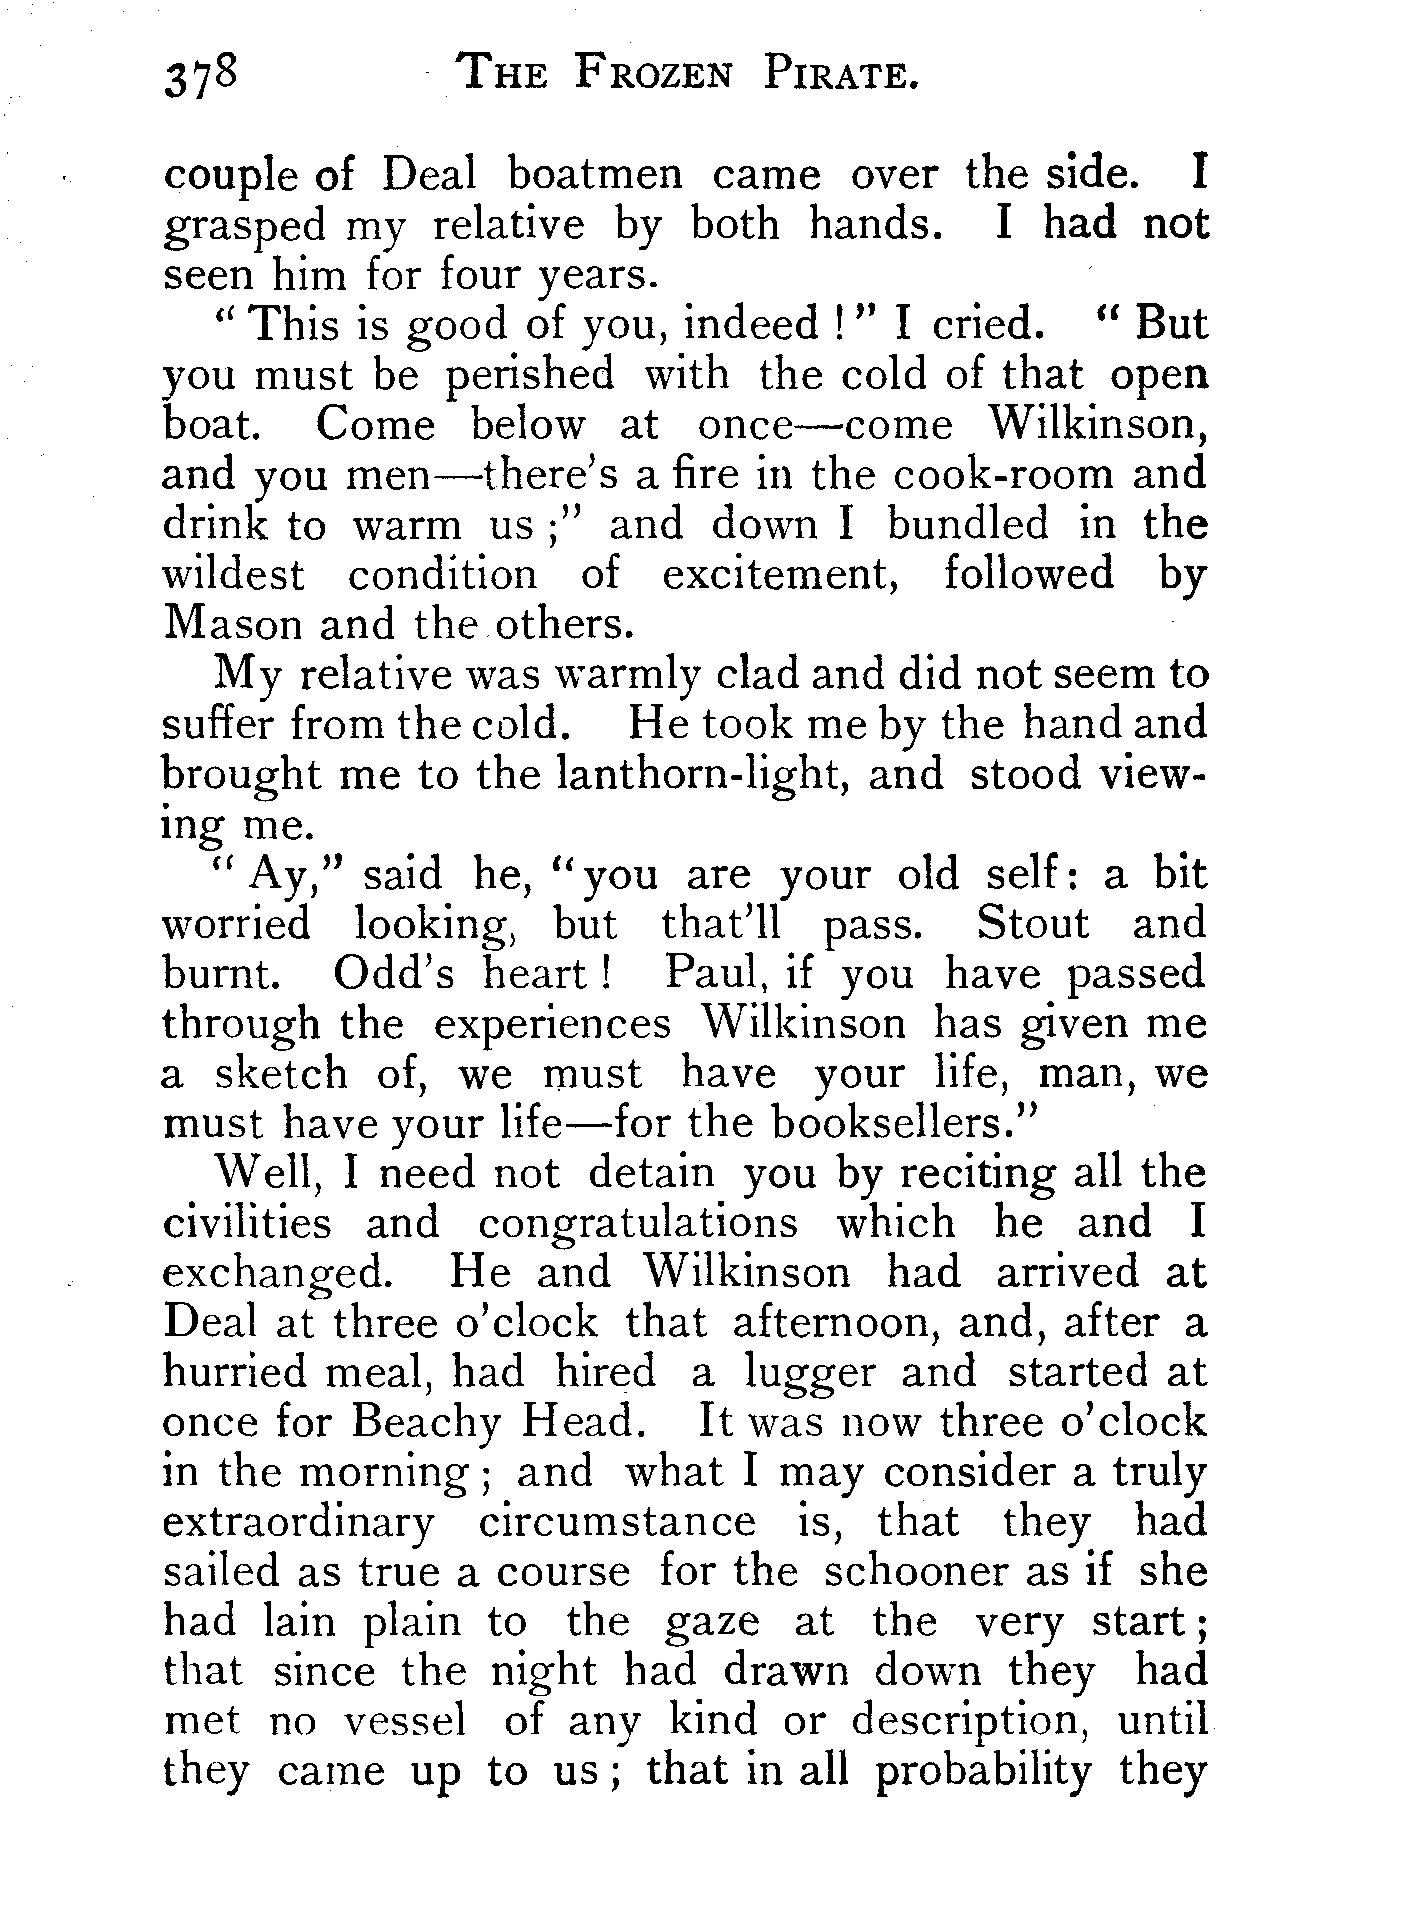 378 THE FROZEN PIRATE.
couple of Deal boatmen came over the side. I
grasped my relative by both hands. I had not
seen him for four years.
“ This is good of you, indeed ! ” I cried. “ But
you must be perished with the cold of that open
boat. Come below at once—come Wilkinson,
and you men—there’s a fire in the cook-room and
drink to warm us ;” and down I bundled in the
wildest condition of excitement, followed by
Mason and the others.
My relative was warmly clad and did not seem to
suffer from the cold. He took me by the hand and
brought me to the lanthorn-light, and stood view-
ing me.
“ Ay,” said he, “ you are your old self : a bit
worried looking, but that’ll pass. Stout and
burnt. Odd’s heart ! Paul, if you have passed
through the experiences Wilkinson has given me
a sketch of, we must have your life, man, we
must have your life—for the booksellers.”
Well, I need not detain you by reciting all the
civilities and congratulations which he and I
exchanged. He and Wilkinson had arrived at
Deal at three o’clock that afternoon, and, after a
hurried meal, had hired a lugger and started at
once for Beachy Head. It was now three o’clock
in the morning ; and what I may consider a truly
extraordinary circumstance is, that they had
sailed as true a course for the schooner as if she
had lain plain to the gaze at the very start ;
that since the night had drawn down they had
met no vessel of any kind or description, until
they came up to us ; that in all probability they